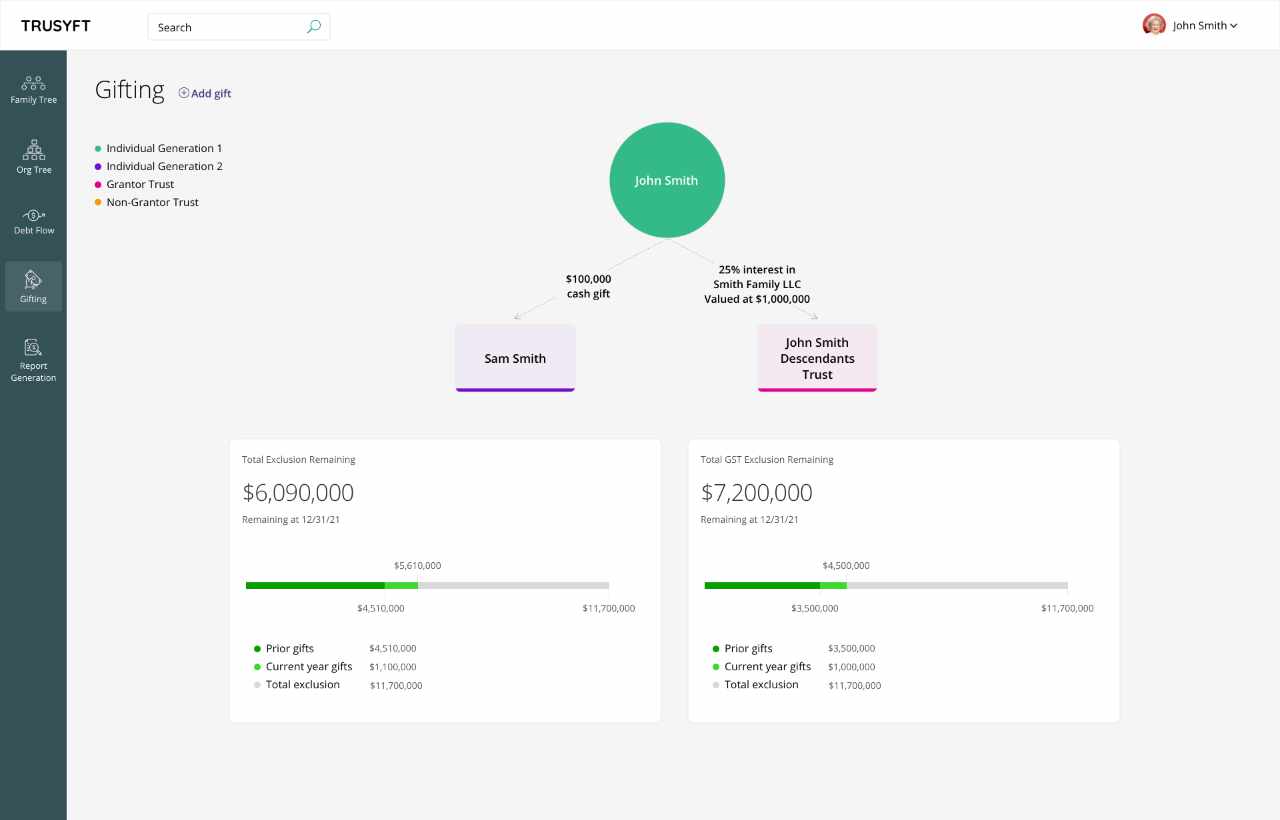 TRUSYFT
Search
John Smith
Family Tree
Org Tree
Debt Flow
Gifting
Report
Generation
Gifting
Add gift
Individual Generation 1
Individual Generation 2
Grantor Trust
Non-Grantor Trust
John Smith
$100,000
cash gift
25% interest in
Smith Family LLC
Valued at $1,000,000
Sam Smith
John Smith
Descendants
Trust
Total Exclusion Remaining
$6,090,000
Remaining at 12/31/21
$5,610,000
$4,510,000 $11,700,000
Prior gifts $4,510,000
Current year gifts $1,100,000
Total exclusion $11,700,000
Total GST Exclusion Remaining
$7,200,000
Remaining at 12/31/21
$4,500,000
$3,500,000 $11,700,000
Prior gifts $3,500,000
Current year gifts $1,000,000
Total exclusion $11,700,000